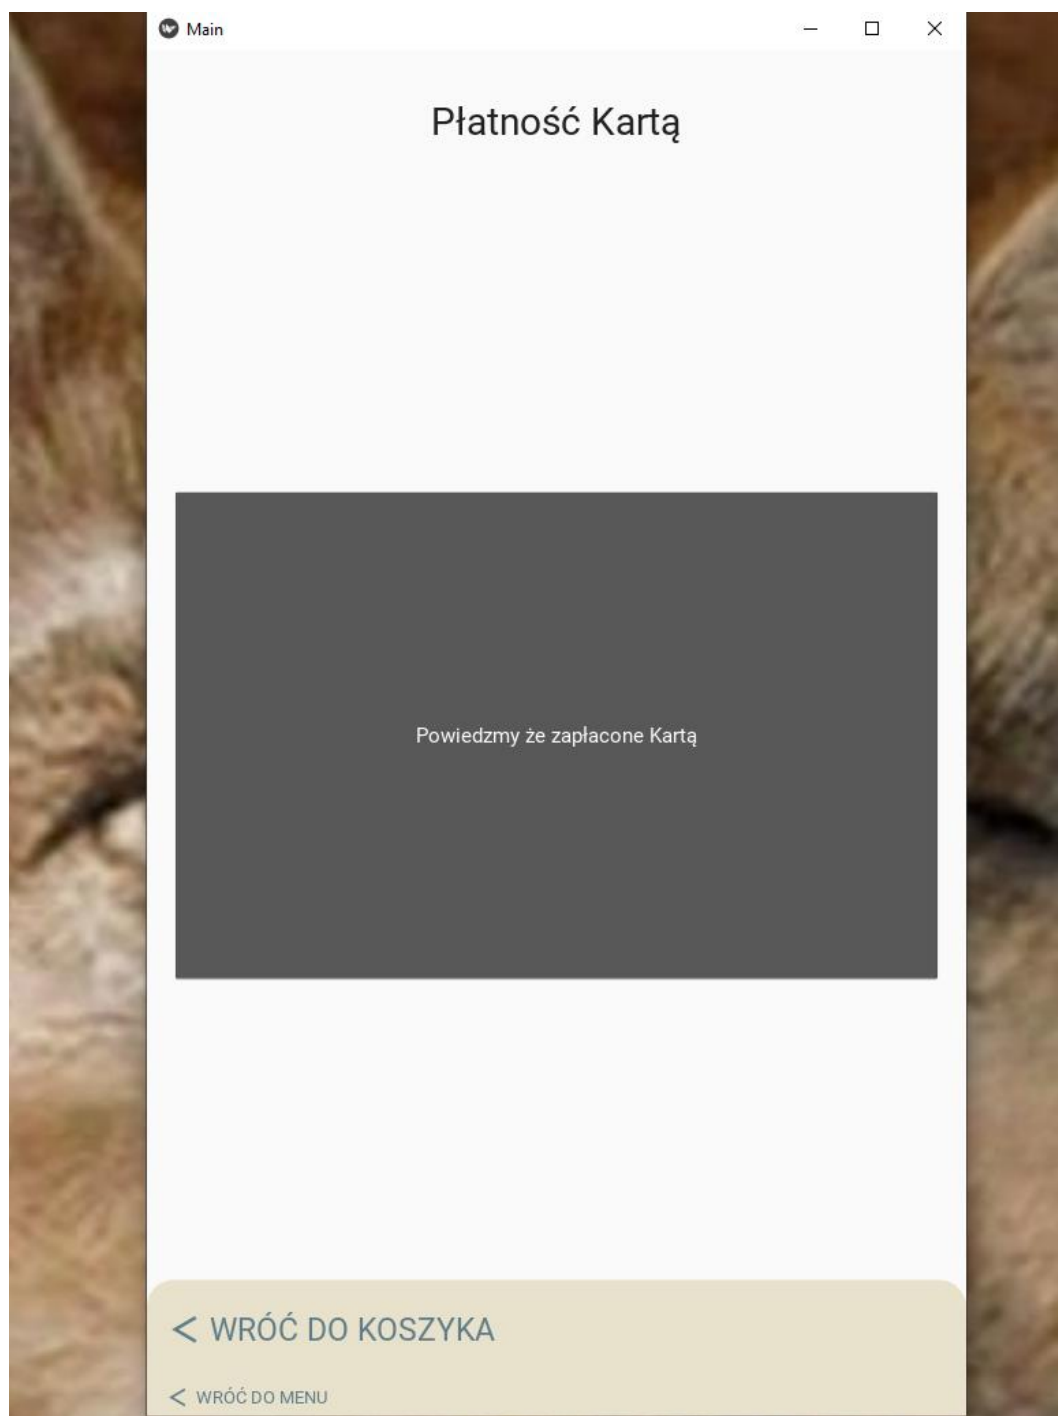 Main
Płatność Kartą
Powiedzmy że zapłacone Kartą
< WRÓĆ DO KOSZYKA
< WRÓĆ DO MENU